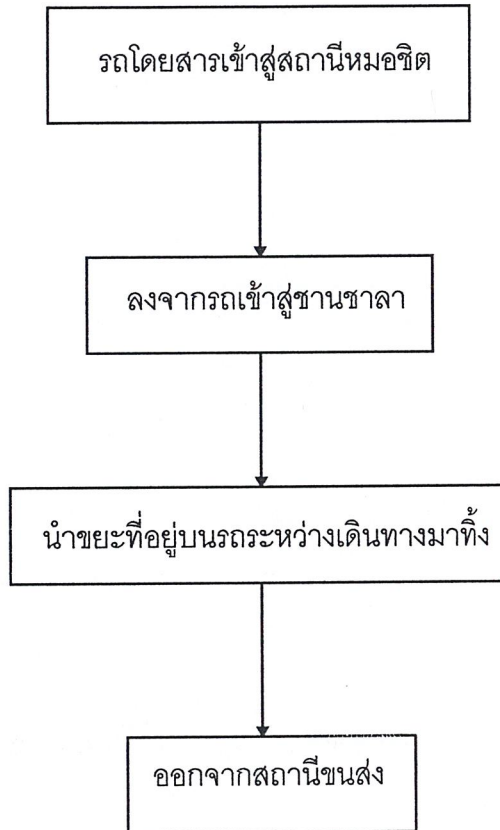 รถโดยสารเข้าสู่สถานีหมอชิต
ลงจากรถเข้าสู่ชานชาลา
นำขยะที่อยู่บนรถระหว่างเดินทางมาทิ้ง
ออกจากสถานีขนส่ง